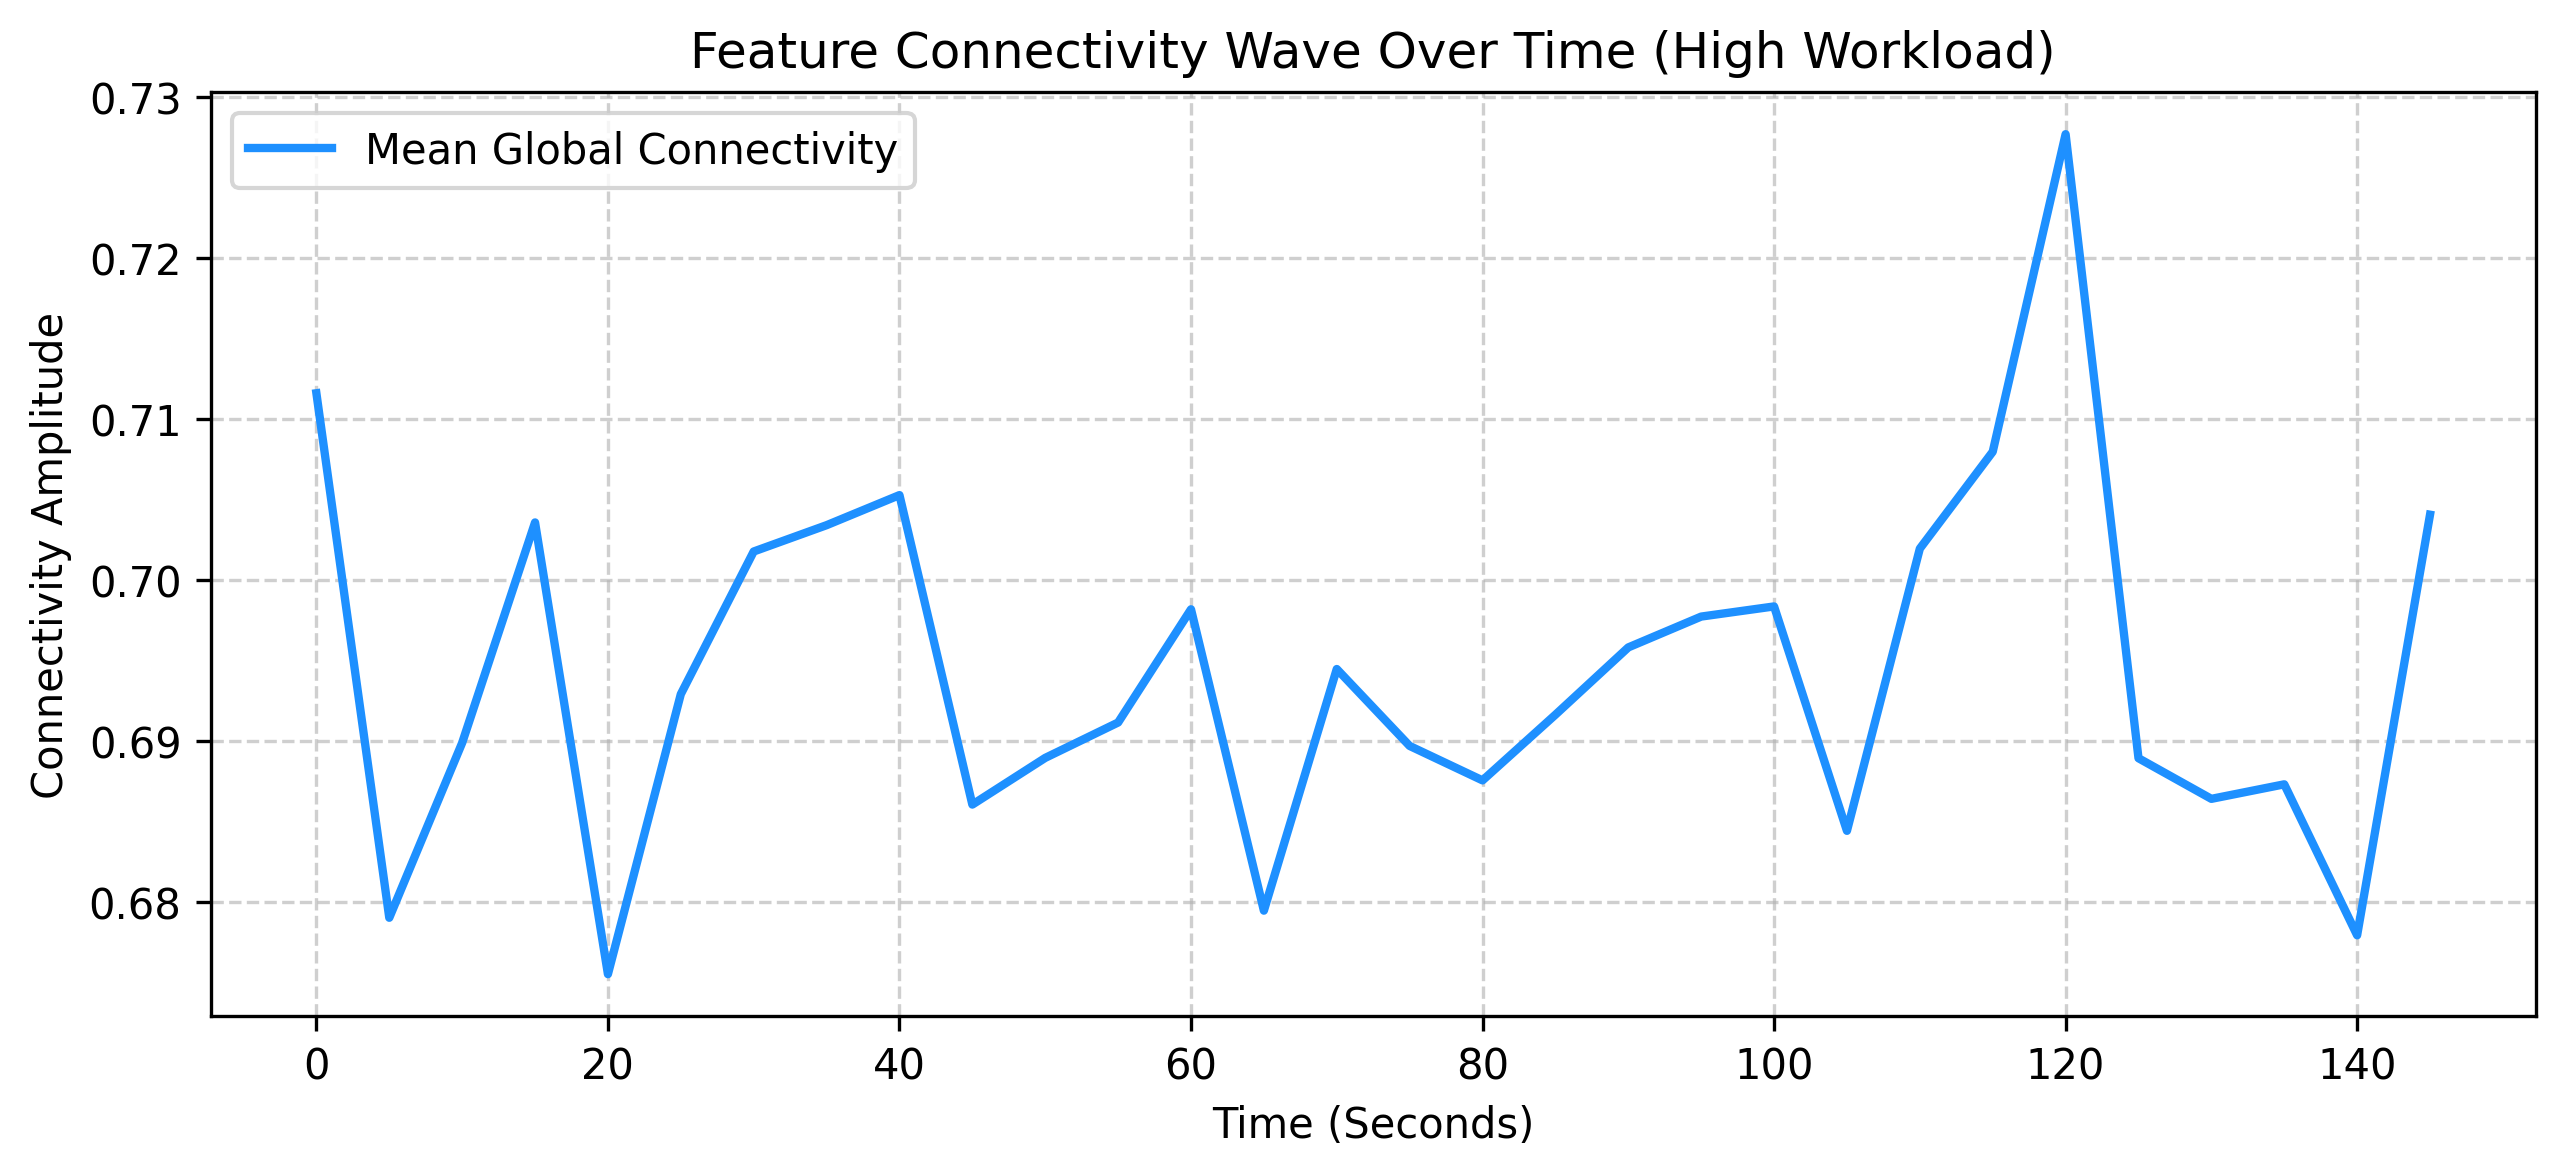 Feature Connectivity Wave Over Time (High Workload)
Mean Global Connectivity
Connectivity Amplitude
0.73
0.72
0.71
0.70
0.69
0.68
0 20 40 60 80 100 120 140
Time (Seconds)